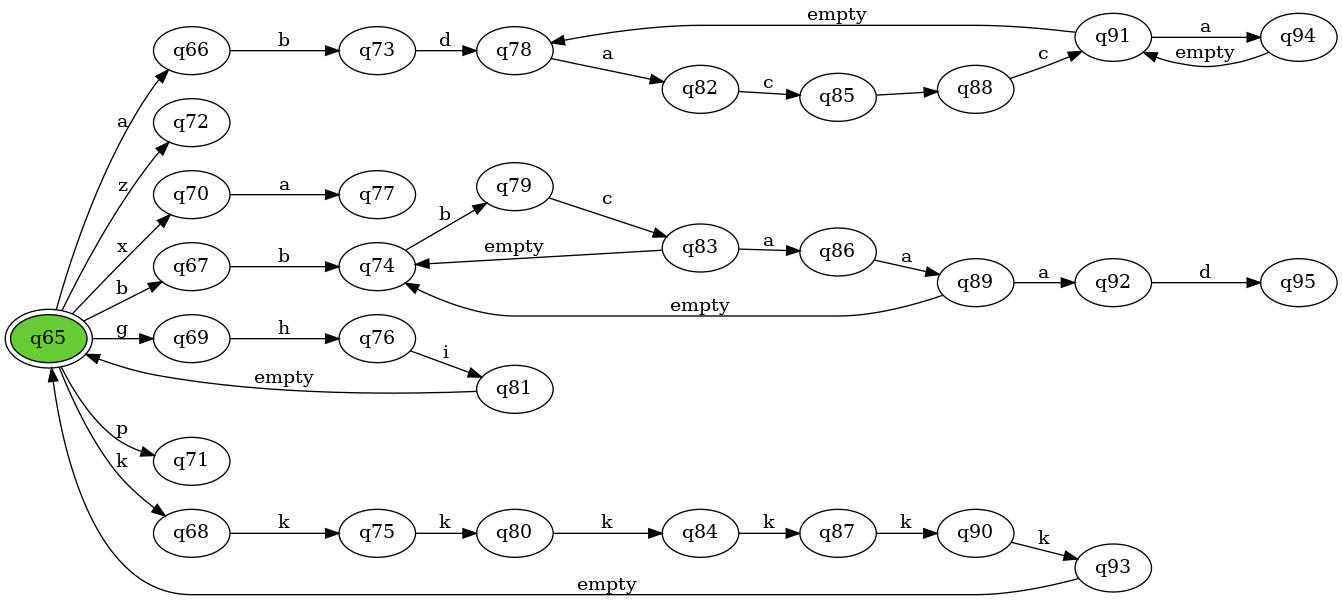 empty
q66 b q73 d q78 q91 a q94
a empty
c
q82 c q85 q88
a
q72
z
q79
b c
q70 a q77
x
q67 b q74 empty q83 a q86
b a
q89 a q92 d q95
empty
q65 g q69 h q76
i
empty q81
p
k q71
q68 k q75 k q80 k q84 k q87 k q90
k
q93
empty